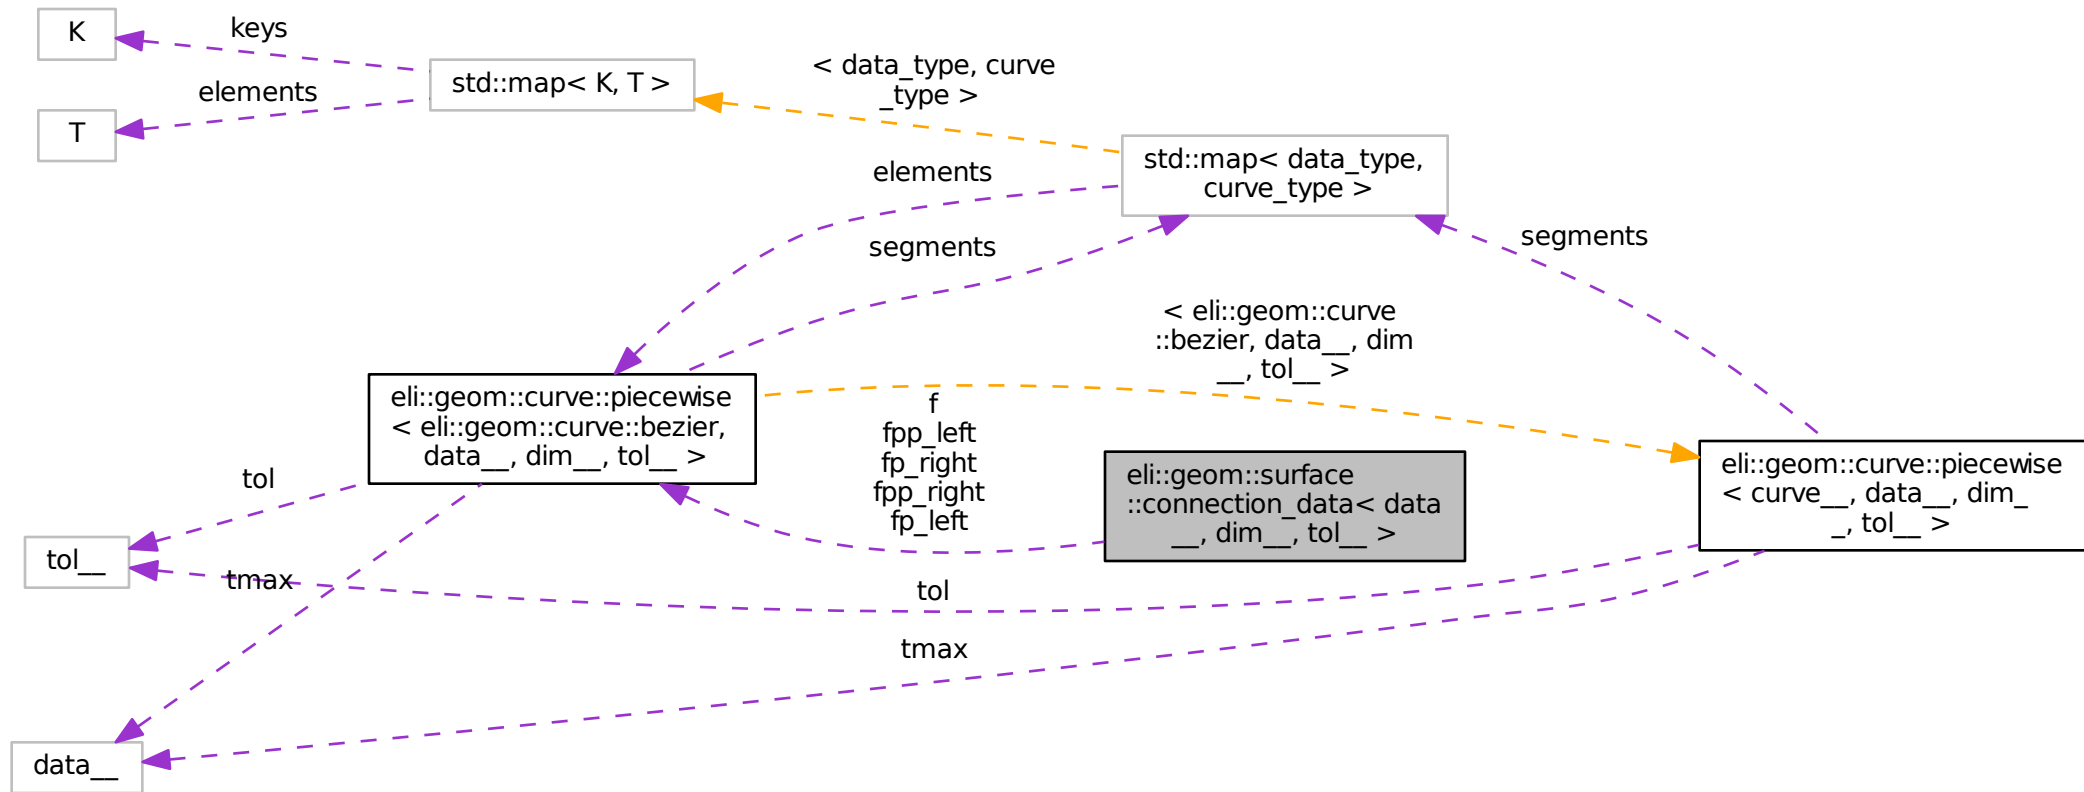 K
keys
std::map< K, T >
elements
T
< data_type, curve
_type >
std::map< data_type,
curve_type >
elements
segments
segments
< eli::geom::curve
::bezier, data__, dim
__, tol__ >
eli::geom::curve::piecewise
< eli::geom::curve::bezier,
data__, dim__, tol__ >
f
fpp_left
fp_right
fpp_right
fp_left
eli::geom::surface
::connection_data< data
__, dim__, tol__ >
eli::geom::curve::piecewise
< curve__, data__, dim_
_, tol__ >
tol
tol__
tmax
tol
tmax
data__